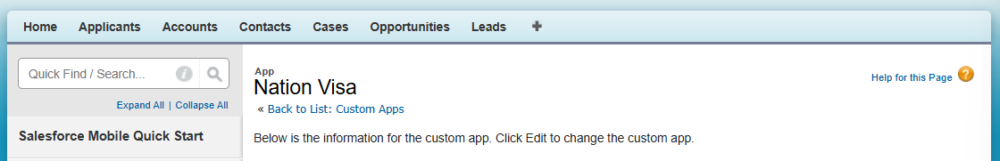 Home Applicants Accounts Contacts Cases Opportunities Leads +
Quick Find / Search... i
Expand All | Collapse All
Salesforce Mobile Quick Start
App
Nation Visa
« Back to List: Custom Apps
Help for this Page ?
Below is the information for the custom app. Click Edit to change the custom app.